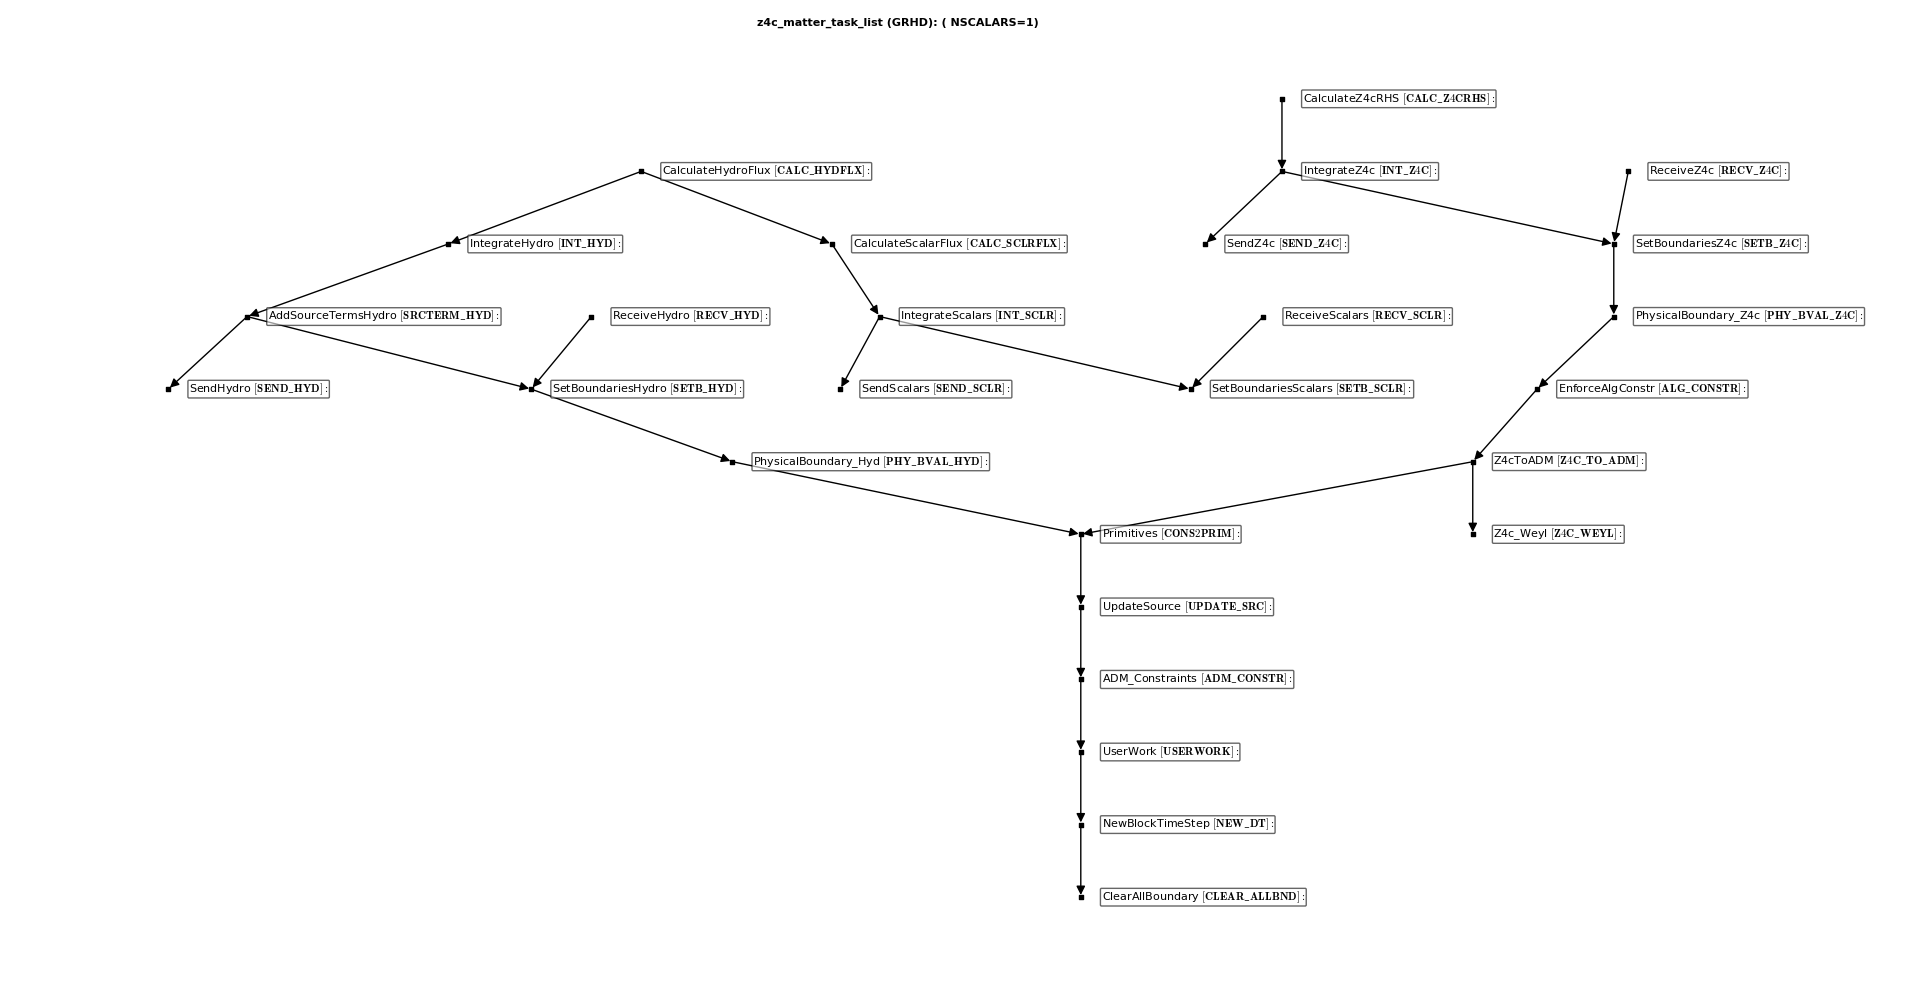 z4c_matter_task_list (GRHD): ( NSCALARS=1)
CalculateZ4cRHS [CALC_Z4CRHS]:
CalculateHydroFlux [CALC_HYDFLX]:
IntegrateZ4c [INT_Z4C]:
ReceiveZ4c [RECV_Z4C]:
IntegrateHydro [INT_HYD]:
CalculateScalarFlux [CALC_SCLRFLX]:
SendZ4c [SEND_Z4C]:
SetBoundariesZ4c [SETB_Z4C]:
AddSourceTermsHydro [SRCTERM_HYD]:
ReceiveHydro [RECV_HYD]:
IntegrateScalars [INT_SCLR]:
ReceiveScalars [RECV_SCLR]:
PhysicalBoundary_Z4c [PHY_BVAL_Z4C]:
SendHydro [SEND_HYD]:
SetBoundariesHydro [SETB_HYD]:
SendScalars [SEND_SCLR]:
SetBoundariesScalars [SETB_SCLR]:
EnforceAlgConstr [ALG_CONSTR]:
PhysicalBoundary_Hyd [PHY_BVAL_HYD]:
Z4cToADM [Z4C_TO_ADM]:
Primitives [CONS2PRIM]:
Z4c_Weyl [Z4C_WEYL]:
UpdateSource [UPDATE_SRC]:
ADM_Constraints [ADM_CONSTR]:
UserWork [USERWORK]:
NewBlockTimeStep [NEW_DT]:
ClearAllBoundary [CLEAR_ALLBND]: